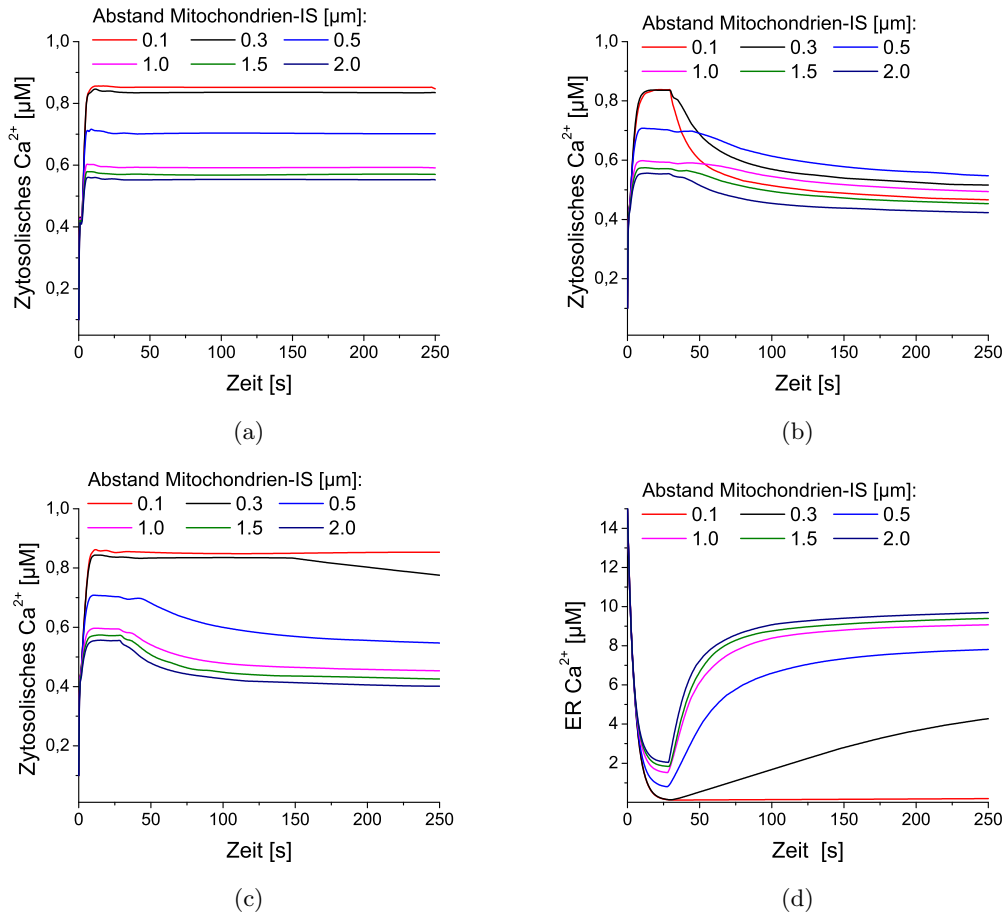 Abstand Mitochondrien-IS [µm]:
0.1 0.3 0.5
1.0 1.5 2.0
Zytosolisches Ca²⁺ [µM]
1,0
0,8
0,6
0,4
0,2
0 50 100 150 200 250
Zeit [s]
(a)
Abstand Mitochondrien-IS [µm]:
0.1 0.3 0.5
1.0 1.5 2.0
Zytosolisches Ca²⁺ [µM]
1,0
0,8
0,6
0,4
0,2
0 50 100 150 200 250
Zeit [s]
(b)
Abstand Mitochondrien-IS [µm]:
0.1 0.3 0.5
1.0 1.5 2.0
Zytosolisches Ca²⁺ [µM]
1,0
0,8
0,6
0,4
0,2
0 50 100 150 200 250
Zeit [s]
(c)
Abstand Mitochondrien-IS [µm]:
0.1 0.3 0.5
1.0 1.5 2.0
ER Ca²⁺ [µM]
14
12
10
8
6
4
2
0 50 100 150 200 250
Zeit [s]
(d)